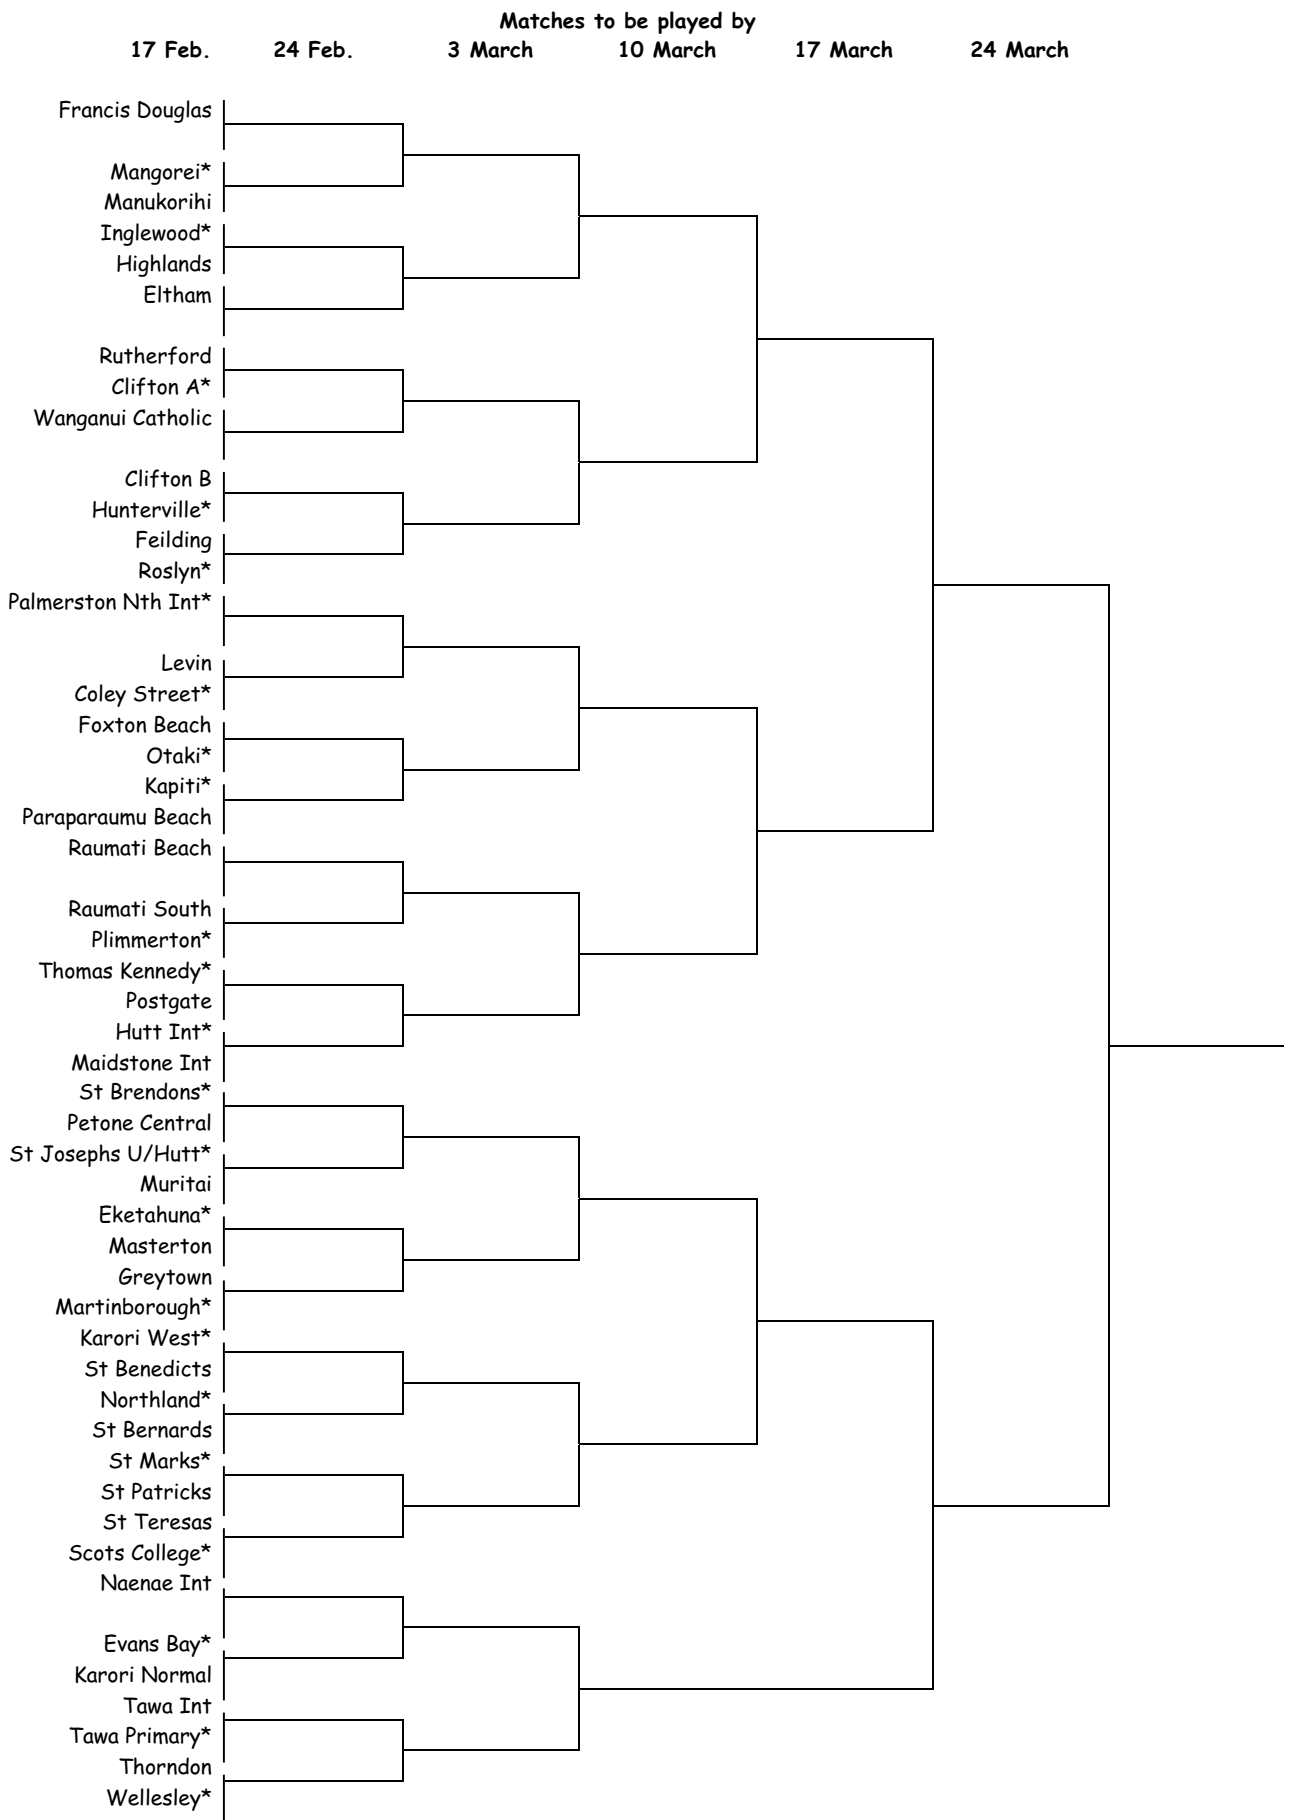 Matches to be played by
17 Feb. 24 Feb. 3 March 10 March 17 March 24 March
Francis Douglas
Mangorei*
Manukorihi
Inglewood*
Highlands
Eltham
Rutherford
Clifton A*
Wanganui Catholic
Clifton B
Hunterville*
Feilding
Roslyn*
Palmerston Nth Int*
Levin
Coley Street*
Foxton Beach
Otaki*
Kapiti*
Paraparaumu Beach
Raumati Beach
Raumati South
Plimmerton*
Thomas Kennedy*
Postgate
Hutt Int*
Maidstone Int
St Brendons*
Petone Central
St Josephs U/Hutt*
Muritai
Eketahuna*
Masterton
Greytown
Martinborough*
Karori West*
St Benedicts
Northland*
St Bernards
St Marks*
St Patricks
St Teresas
Scots College*
Naenae Int
Evans Bay*
Karori Normal
Tawa Int
Tawa Primary*
Thorndon
Wellesley*